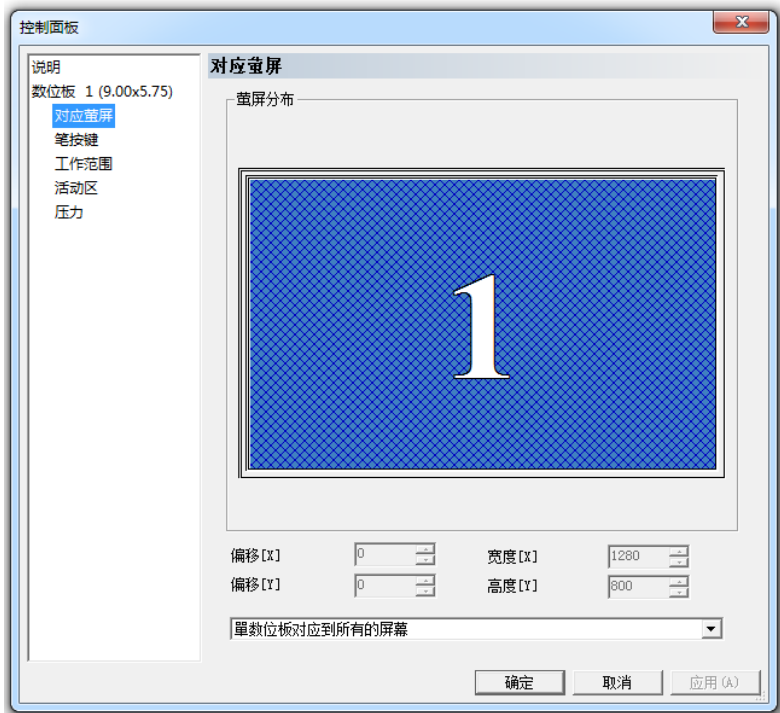 控制面板
说明
数位板 1 (9.00x5.75)
对应萤屏
笔按键
工作范围
活动区
压力
对应萤屏
萤屏分布
1
偏移[X] 0 宽度[X] 1280
偏移[Y] 0 高度[Y] 800
單数位板对应到所有的屏幕
确定 取消 应用(A)